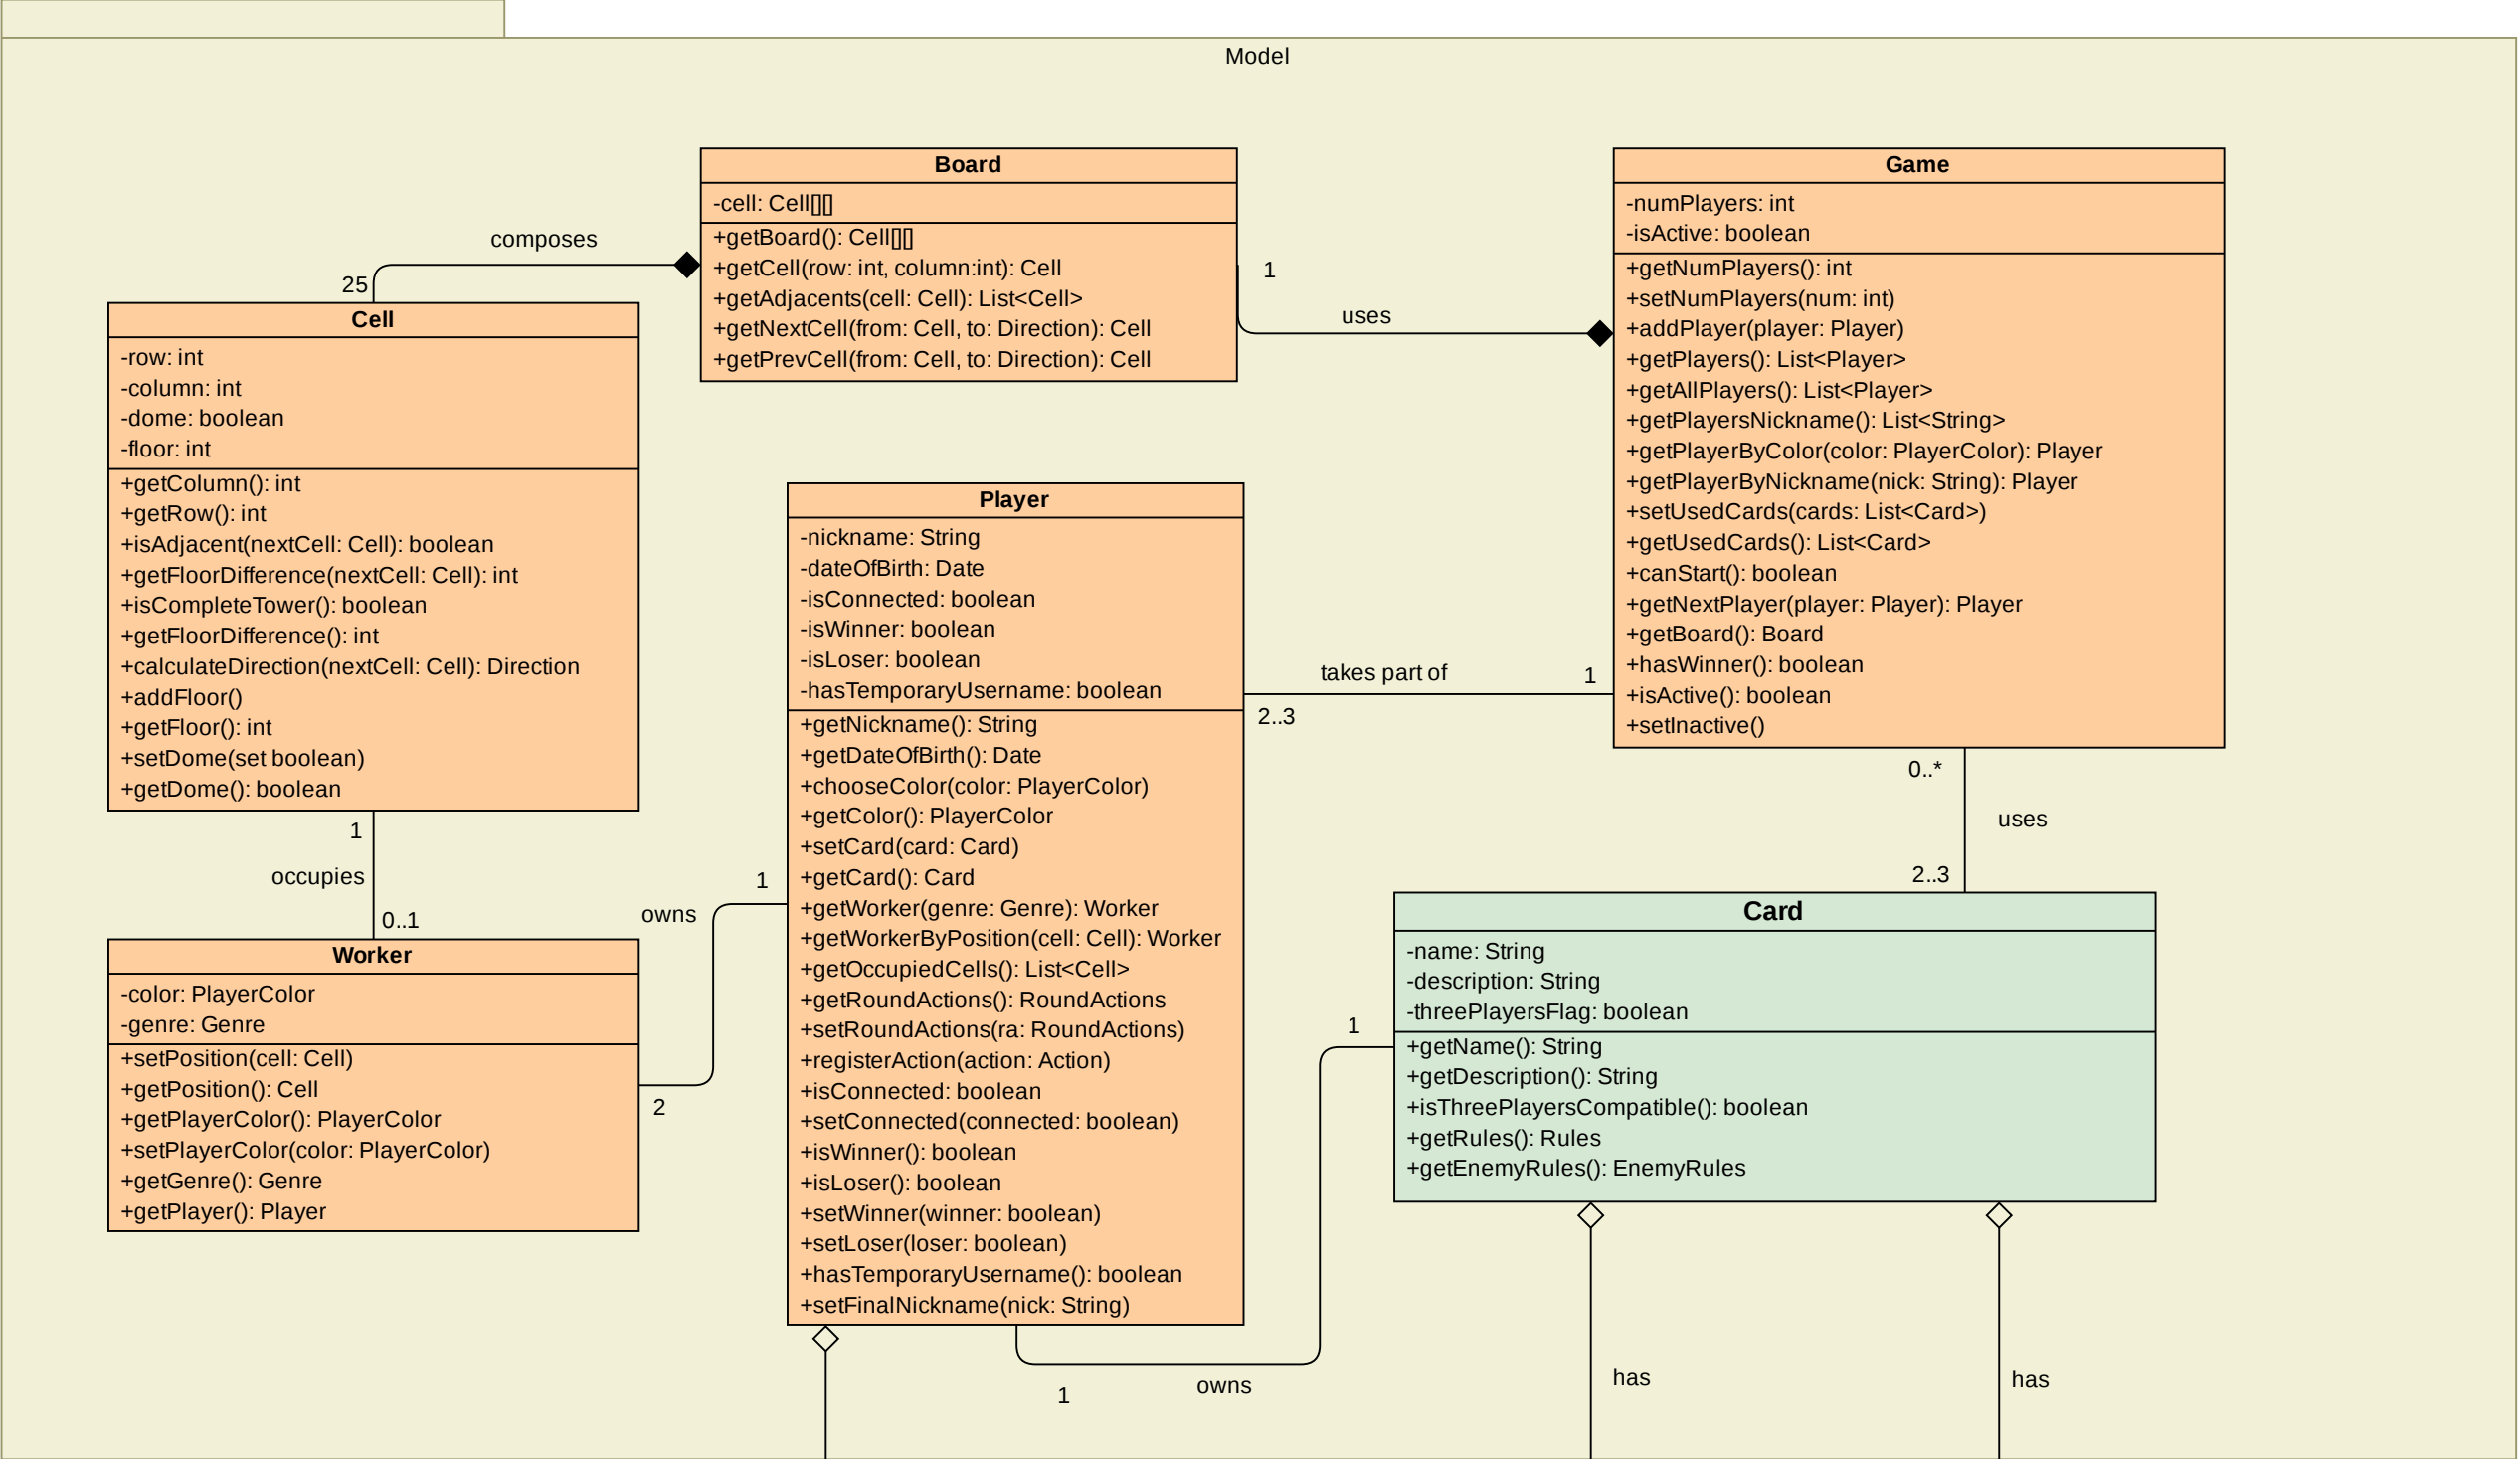 Model
Board
-cell: Cell[][]
+getBoard(): Cell[][]
+getCell(row: int, column:int): Cell
+getAdjacents(cell: Cell): List<Cell>
+getNextCell(from: Cell, to: Direction): Cell
+getPrevCell(from: Cell, to: Direction): Cell
composes
25
1
uses
Game
-numPlayers: int
-isActive: boolean
+getNumPlayers(): int
+setNumPlayers(num: int)
+addPlayer(player: Player)
+getPlayers(): List<Player>
+getAllPlayers(): List<Player>
+getPlayersNickname(): List<String>
+getPlayerByColor(color: PlayerColor): Player
+getPlayerByNickname(nick: String): Player
+setUsedCards(cards: List<Card>)
+getUsedCards(): List<Card>
+canStart(): boolean
+getNextPlayer(player: Player): Player
+getBoard(): Board
+hasWinner(): boolean
+isActive(): boolean
+setInactive()
Cell
-row: int
-column: int
-dome: boolean
-floor: int
+getColumn(): int
+getRow(): int
+isAdjacent(nextCell: Cell): boolean
+getFloorDifference(nextCell: Cell): int
+isCompleteTower(): boolean
+getFloorDifference(): int
+calculateDirection(nextCell: Cell): Direction
+addFloor()
+getFloor(): int
+setDome(set boolean)
+getDome(): boolean
1
occupies
0..1
Player
-nickname: String
-dateOfBirth: Date
-isConnected: boolean
-isWinner: boolean
-isLoser: boolean
-hasTemporaryUsername: boolean
+getNickname(): String
+getDateOfBirth(): Date
+chooseColor(color: PlayerColor)
+getColor(): PlayerColor
+setCard(card: Card)
+getCard(): Card
+getWorker(genre: Genre): Worker
+getWorkerByPosition(cell: Cell): Worker
+getOccupiedCells(): List<Cell>
+getRoundActions(): RoundActions
+setRoundActions(ra: RoundActions)
+registerAction(action: Action)
+isConnected: boolean
+setConnected(connected: boolean)
+isWinner(): boolean
+isLoser(): boolean
+setWinner(winner: boolean)
+setLoser(loser: boolean)
+hasTemporaryUsername(): boolean
+setFinalNickname(nick: String)
takes part of
1
2..3
0..*
uses
2..3
1
owns
2
Worker
-color: PlayerColor
-genre: Genre
+setPosition(cell: Cell)
+getPosition(): Cell
+getPlayerColor(): PlayerColor
+setPlayerColor(color: PlayerColor)
+getGenre(): Genre
+getPlayer(): Player
Card
-name: String
-description: String
-threePlayersFlag: boolean
+getName(): String
+getDescription(): String
+isThreePlayersCompatible(): boolean
+getRules(): Rules
+getEnemyRules(): EnemyRules
1
owns
1
has
has